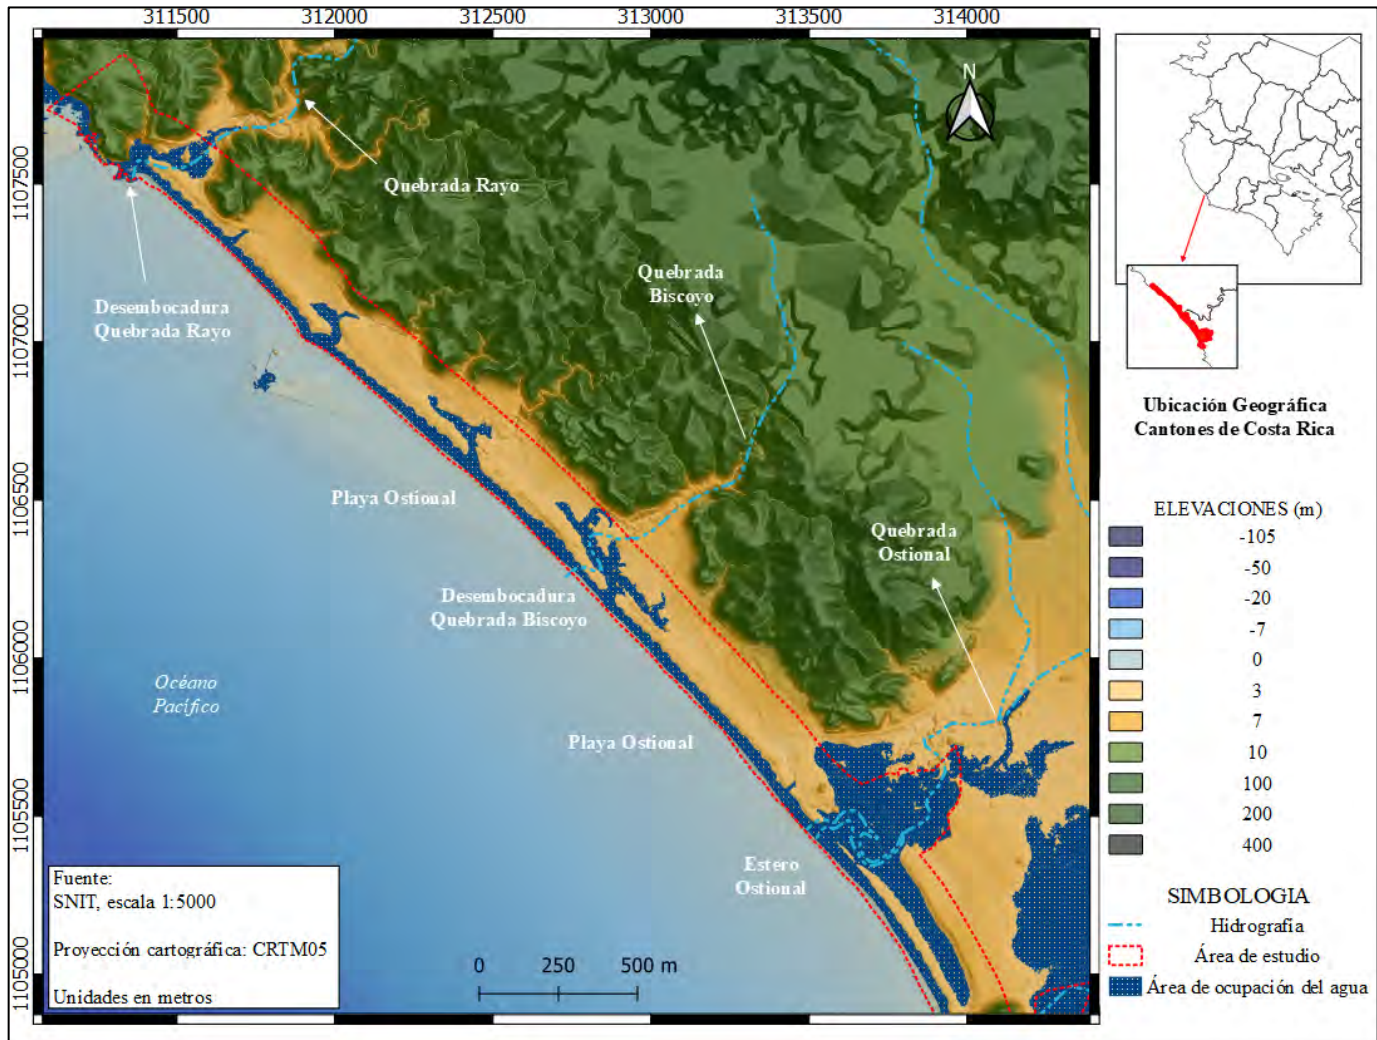 311500
312000
312500
313000
313500
314000
1107500
1107000
1106500
1106000
1105500
1105000
N
Quebrada Rayo
Desembocadura
Quebrada Rayo
Quebrada
Biscoyo
Playa Ostional
Quebrada
Ostional
Desembocadura
Quebrada Biscoyo
Océano
Pacífico
Playa Ostional
Estero
Ostional
Fuente:
SNIT, escala 1:5000
Proyección cartográfica: CRTM05
Unidades en metros
0 250 500 m
Ubicación Geográfica
Cantones de Costa Rica
ELEVACIONES (m)
-105
-50
-20
-7
0
3
7
10
100
200
400
SIMBOLOGIA
Hidrografía
Área de estudio
Área de ocupación del agua